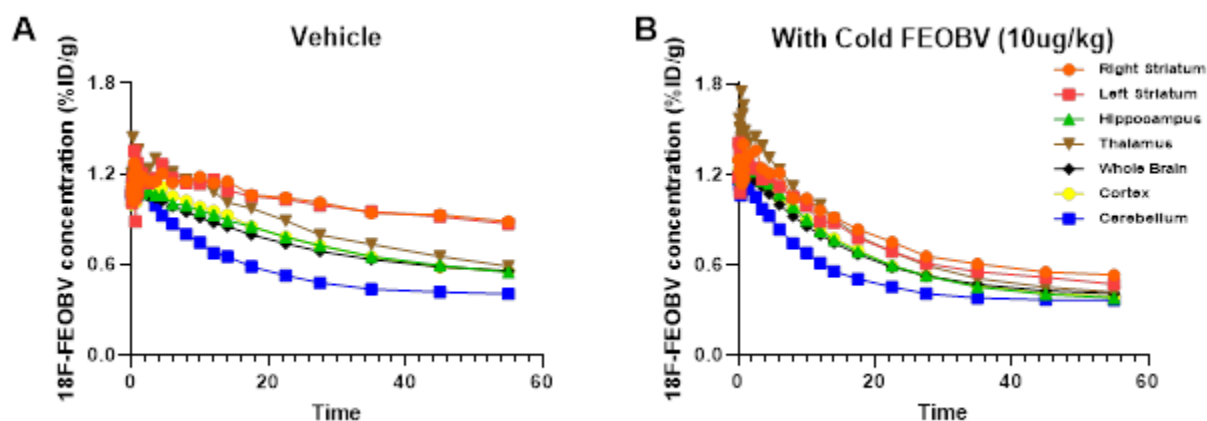 A
Vehicle
18F-FEOBV concentration (%ID/g)
1.8
1.2
0.6
0.0
0
20
40
60
Time
B
With Cold FEOBV (10ug/kg)
18F-FEOBV concentration (%ID/g)
1.8
1.2
0.6
0.0
0
20
40
60
Time
Right Striatum
Left Striatum
Hippocampus
Thalamus
Whole Brain
Cortex
Cerebellum